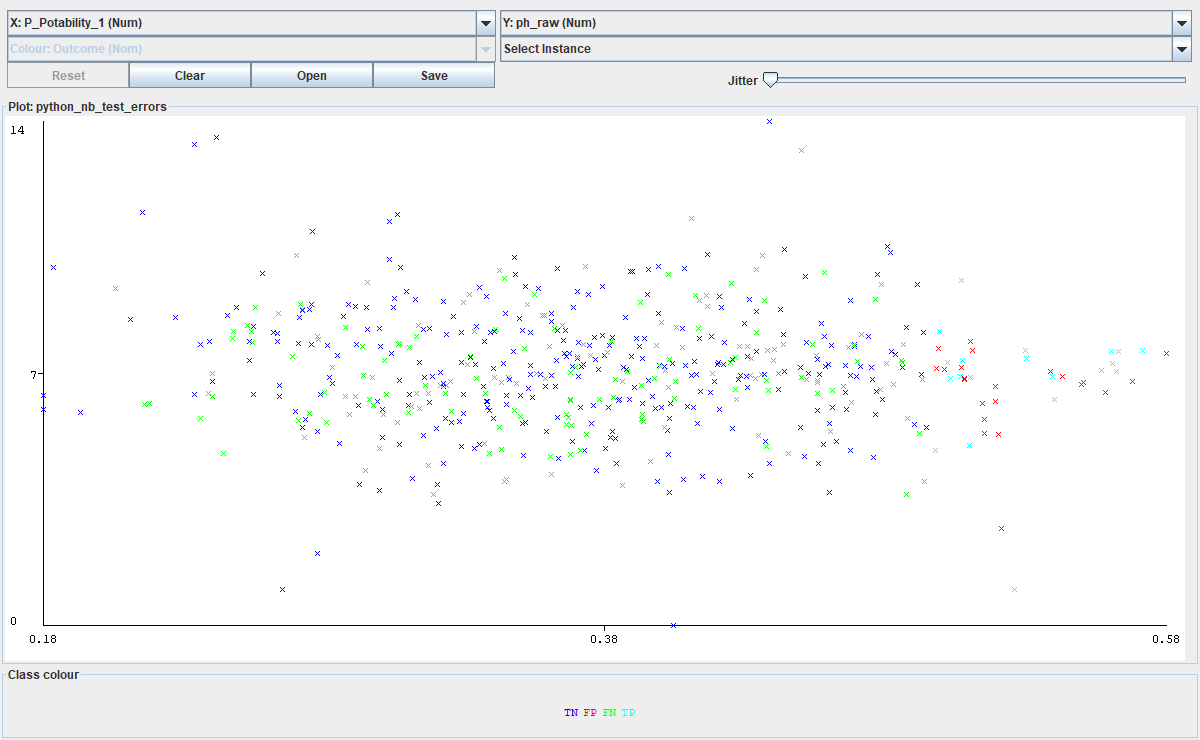 X: P_Potability_1 (Num) Y: ph_raw (Num)
Colour: Outcome (Nom) Select Instance
Reset Clear Open Save Jitter
Plot: python_nb_test_errors
14
7
0
0.18 0.38 0.58
Class colour
TN FP FN TP